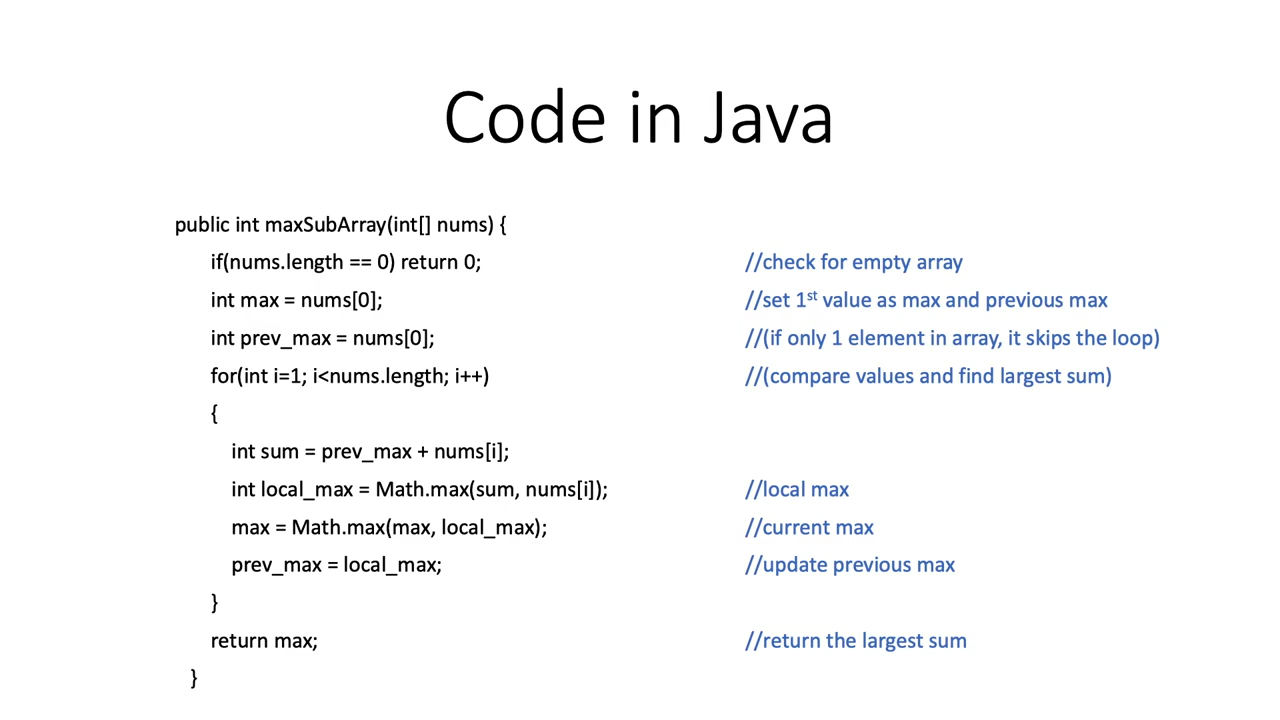 Code in Java
public int maxSubArray(int[] nums) {
if(nums.length == 0) return 0; //check for empty array
int max = nums[0]; //set 1st value as max and previous max
int prev_max = nums[0]; //(if only 1 element in array, it skips the loop)
for(int i=1; i<nums.length; i++) //(compare values and find largest sum)
{
int sum = prev_max + nums[i];
int local_max = Math.max(sum, nums[i]); //local max
max = Math.max(max, local_max); //current max
prev_max = local_max; //update previous max
}
return max; //return the largest sum
}